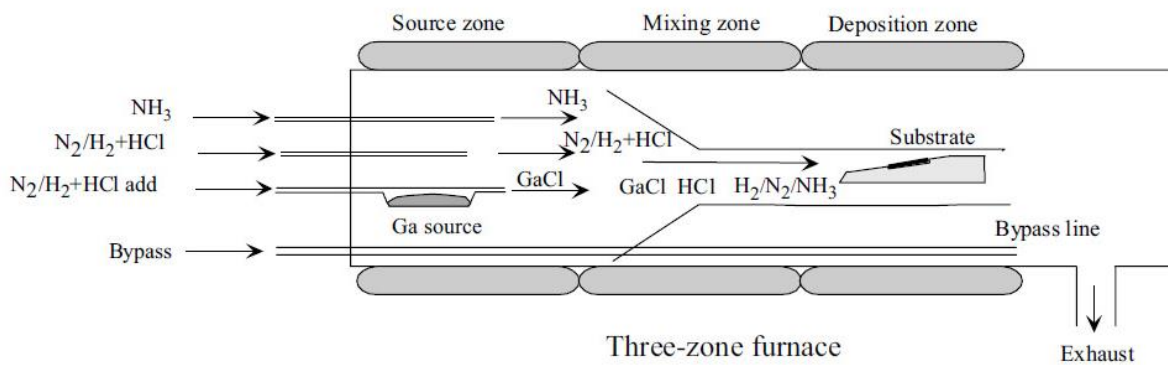 Source zone
Mixing zone
Deposition zone
NH3
NH3
N2/H2+HCl
N2/H2+HCl
Substrate
N2/H2+HCl add
GaCl
GaCl HCl H2/N2/NH3
Ga source
Bypass
Bypass line
Three-zone furnace
Exhaust